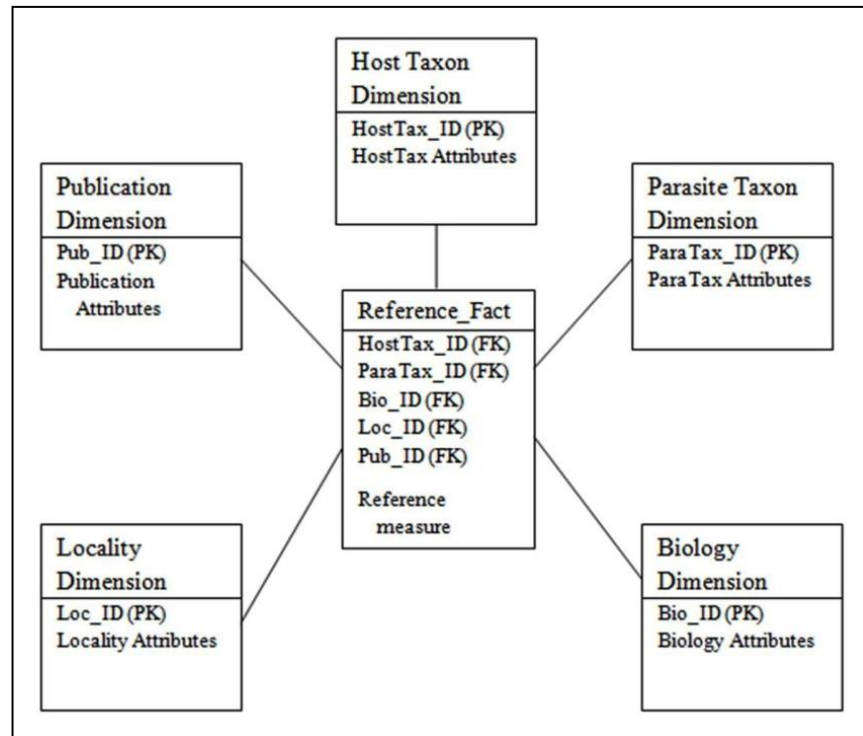 Host Taxon
Dimension
HostTax_ID (PK)
HostTax Attributes
Publication
Dimension
Pub_ID (PK)
Publication
Attributes
Parasite Taxon
Dimension
ParaTax_ID (PK)
ParaTax Attributes
Reference_Fact
HostTax_ID (FK)
ParaTax_ID (FK)
Bio_ID (FK)
Loc_ID (FK)
Pub_ID (FK)
Reference
measure
Locality
Dimension
Loc_ID (PK)
Locality Attributes
Biology
Dimension
Bio_ID (PK)
Biology Attributes